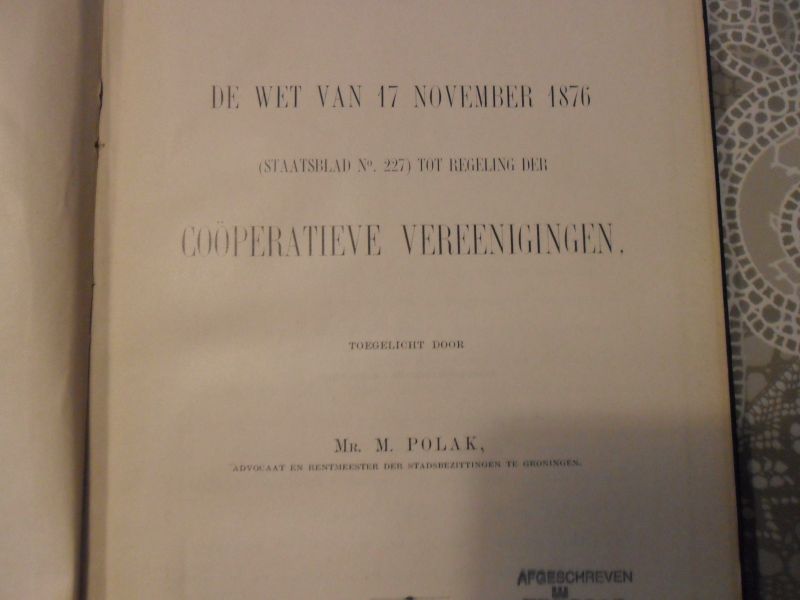 DE WET VAN 17 NOVEMBER 1876
(STAATSBLAD No. 227) TOT REGELING DER
COÖPERATIEVE VEREENIGINGEN,
TOEGELICHT DOOR
MR. M. POLAK,
ADVOCAAT EN RENTMEESTER DER STADSBEZITTINGEN TE GRONINGEN.
AFGESCHREVEN